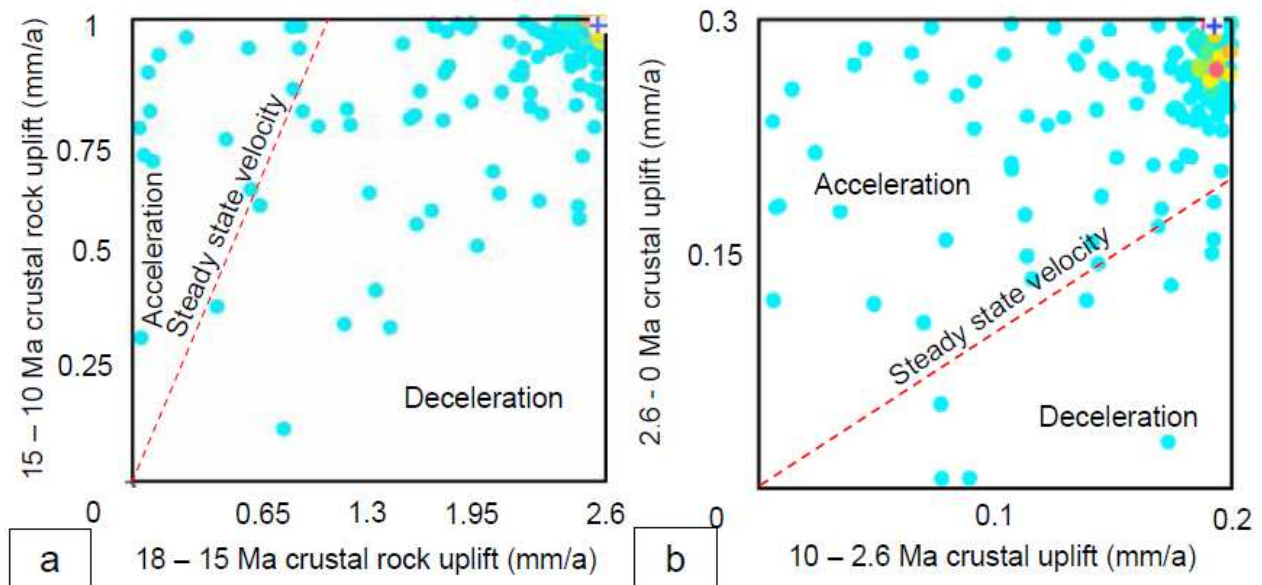 1
0.75
0.5
0.25
0
15 – 10 Ma crustal rock uplift (mm/a)
Acceleration
Steady state velocity
Deceleration
0.65
1.3
1.95
2.6
18 – 15 Ma crustal rock uplift (mm/a)
a
0.3
0.15
0
2.6 - 0 Ma crustal uplift (mm/a)
Acceleration
Steady state velocity
Deceleration
0.1
0.2
10 – 2.6 Ma crustal uplift (mm/a)
b